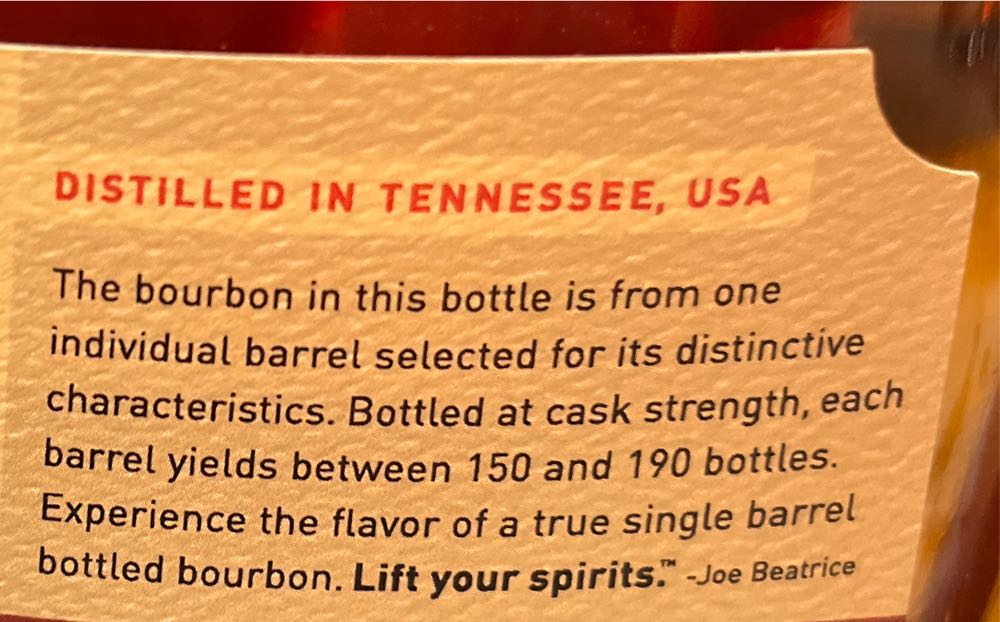 DISTILLED IN TENNESSEE, USA
The bourbon in this bottle is from one
individual barrel selected for its distinctive
characteristics. Bottled at cask strength, each
barrel yields between 150 and 190 bottles.
Experience the flavor of a true single barrel
bottled bourbon. Lift your spirits.™ -Joe Beatrice